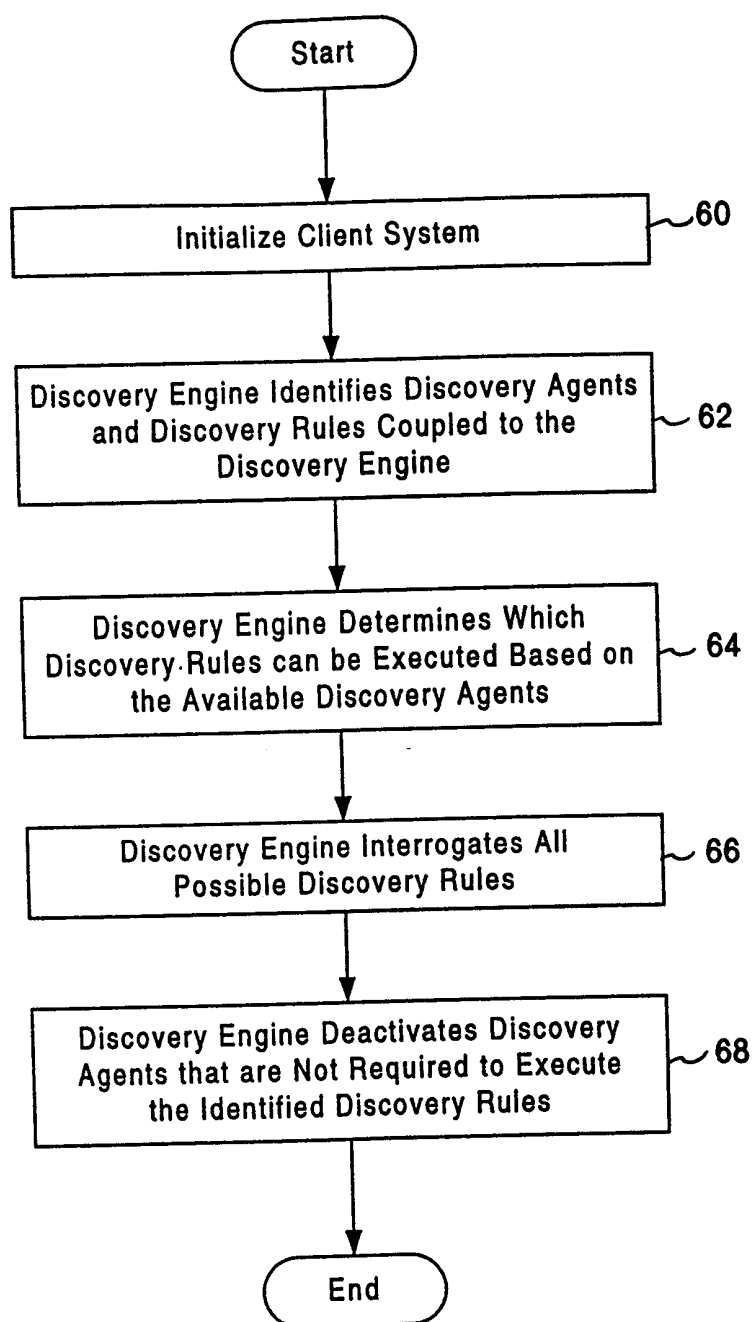 Start
Initialize Client System
60
Discovery Engine Identifies Discovery Agents
and Discovery Rules Coupled to the
Discovery Engine
62
Discovery Engine Determines Which
Discovery Rules can be Executed Based on
the Available Discovery Agents
64
Discovery Engine Interrogates All
Possible Discovery Rules
66
Discovery Engine Deactivates Discovery
Agents that are Not Required to Execute
the Identified Discovery Rules
68
End